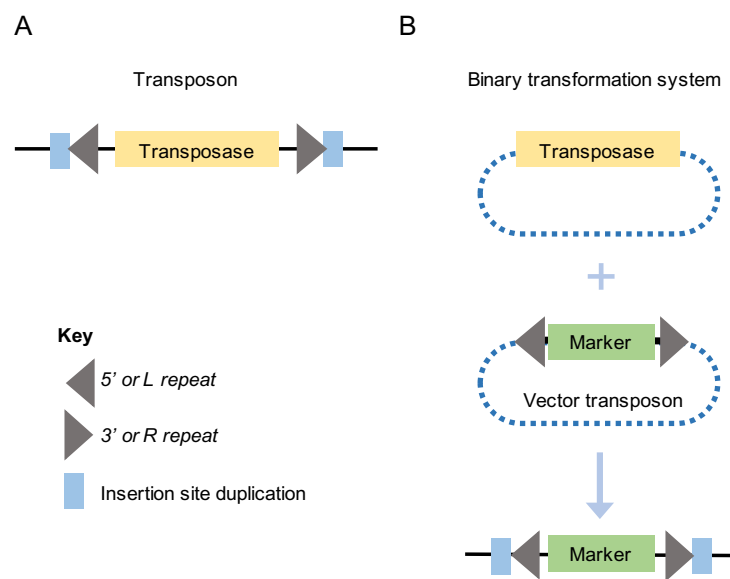 A
Transposon
Transposase
Key
5’ or L repeat
3’ or R repeat
Insertion site duplication
B
Binary transformation system
Transposase
+
Marker
Vector transposon
Marker